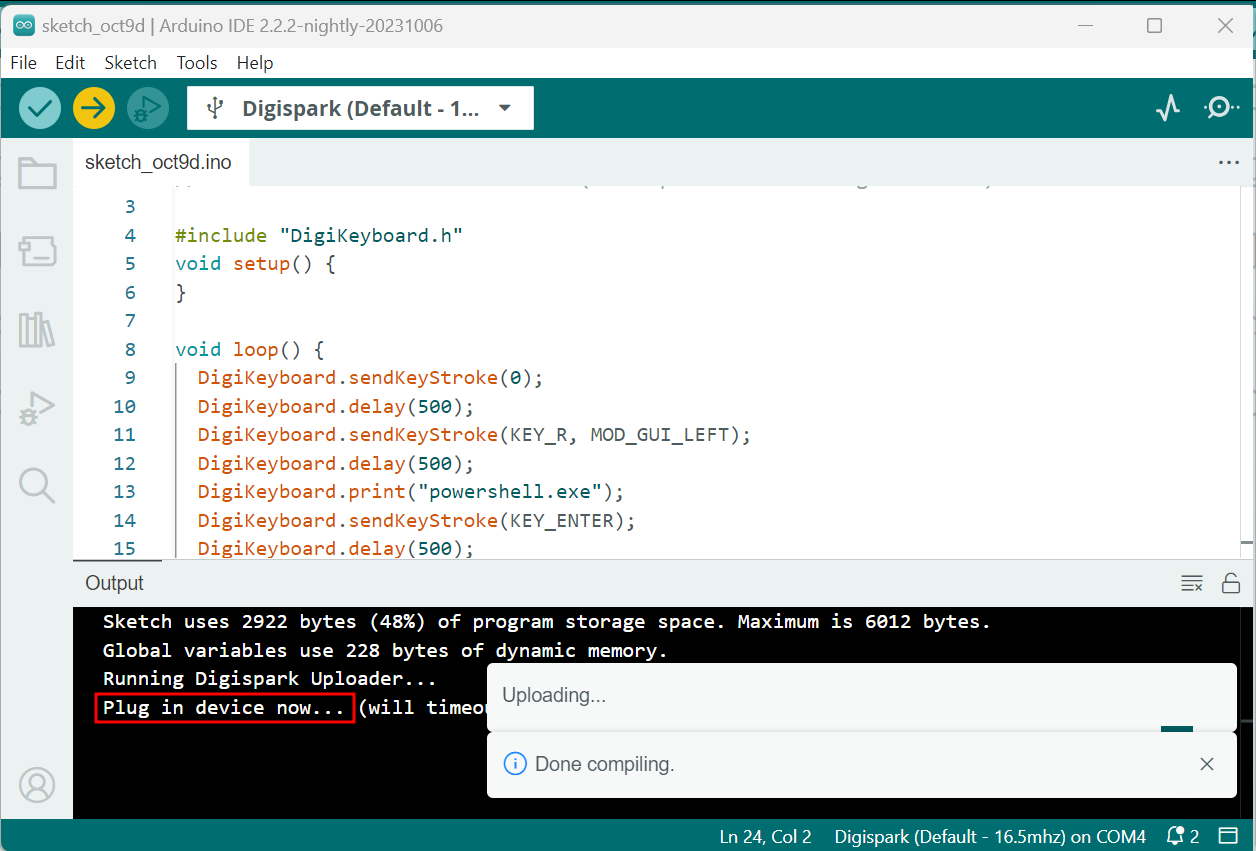 sketch_oct9d | Arduino IDE 2.2.2-nightly-20231006
File Edit Sketch Tools Help
Digispark (Default - 1...
sketch_oct9d.ino
3
4 #include "DigiKeyboard.h"
5 void setup() {
6 }
7
8 void loop() {
9 DigiKeyboard.sendKeyStroke(0);
10 DigiKeyboard.delay(500);
11 DigiKeyboard.sendKeyStroke(KEY_R, MOD_GUI_LEFT);
12 DigiKeyboard.delay(500);
13 DigiKeyboard.print("powershell.exe");
14 DigiKeyboard.sendKeyStroke(KEY_ENTER);
15 DigiKeyboard.delay(500);
Output
Sketch uses 2922 bytes (48%) of program storage space. Maximum is 6012 bytes.
Global variables use 228 bytes of dynamic memory.
Running Digispark Uploader...
Plug in device now... (will timeou
Uploading...
Done compiling.
Ln 24, Col 2 Digispark (Default - 16.5mhz) on COM4 2